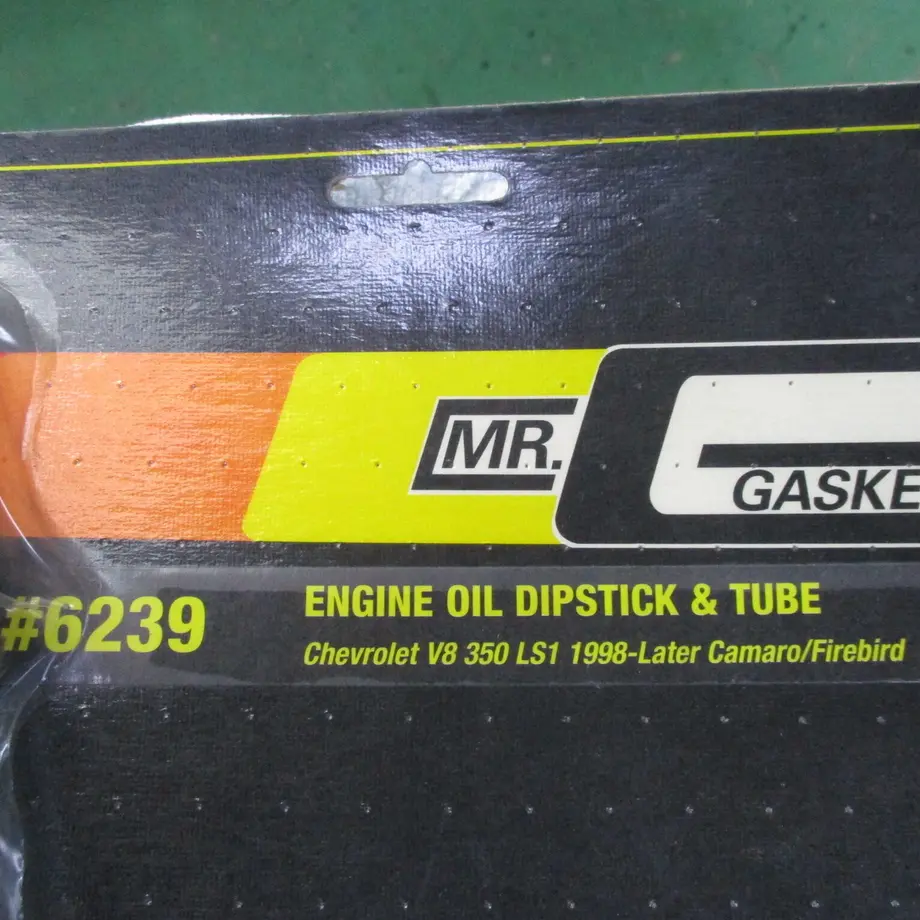 MR.
GASKE
#6239
ENGINE OIL DIPSTICK & TUBE
Chevrolet V8 350 LS1 1998-Later Camaro/Firebird